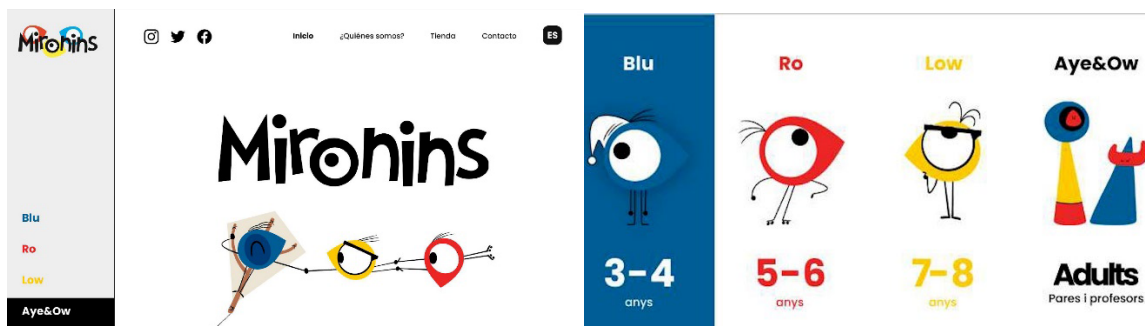 Mironins
Inicio
¿Quiénes somos?
Tienda
Contacto
ES
Mironins
Blu
Ro
Low
Aye&Ow
Blu
Ro
Low
Aye&Ow
3-4
anys
5-6
anys
7-8
anys
Adults
Pares i profesors